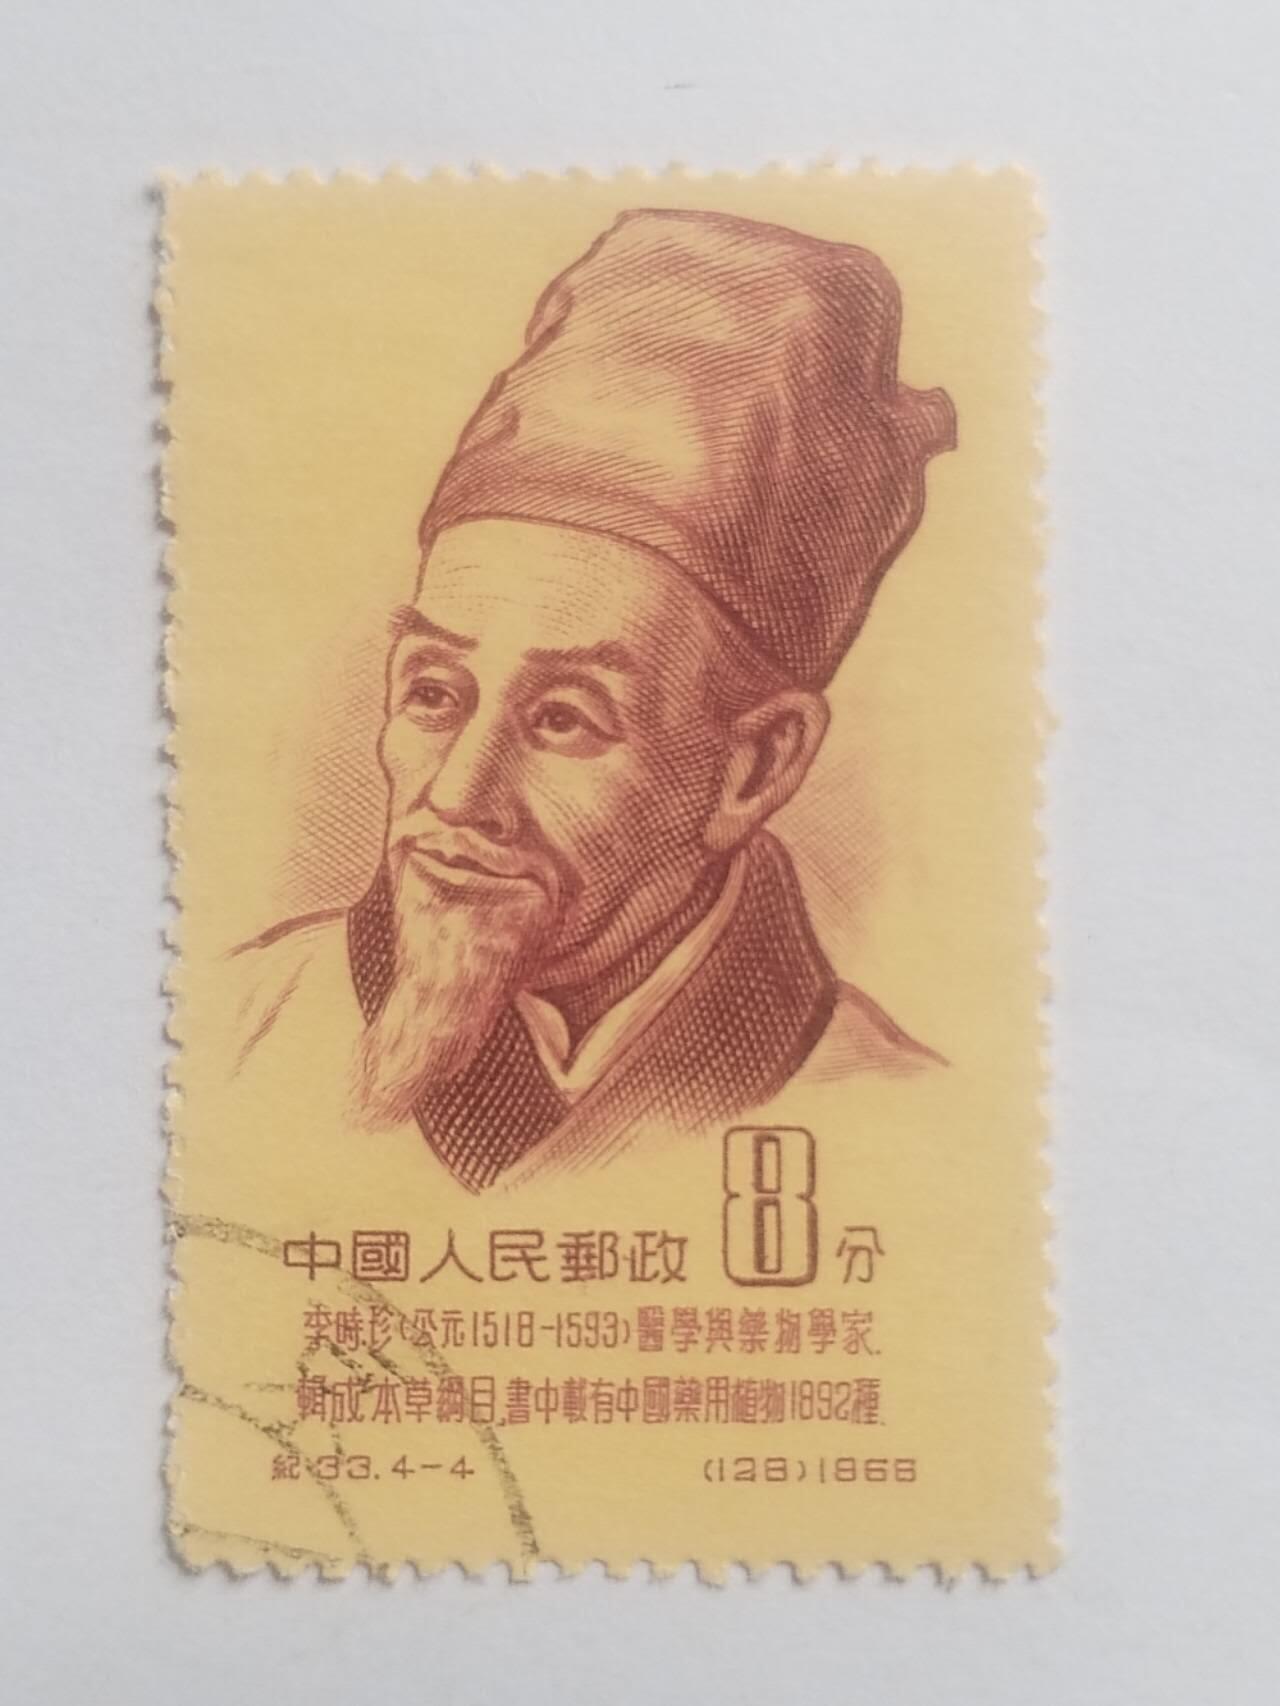 中國人民郵政 8分
李時珍(公元1518-1593)醫學與藥物學家.
輯成"本草綱目",書中載有中國藥用植物1892種.
紀33.4-4 (128)1955